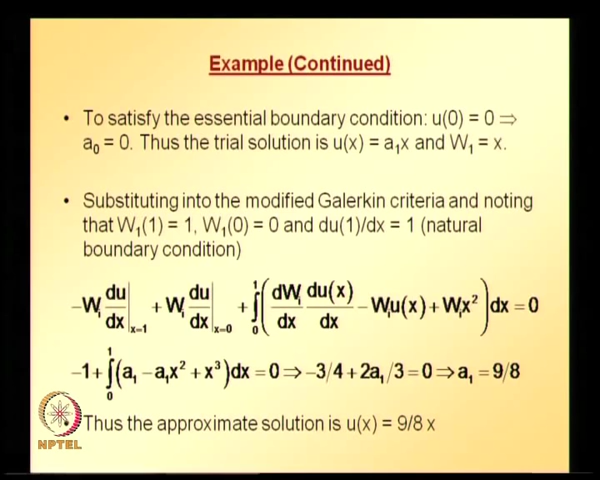 Example (Continued)
• To satisfy the essential boundary condition: u(0) = 0 ⇒
a₀ = 0. Thus the trial solution is u(x) = a₁x and W₁ = x.
• Substituting into the modified Galerkin criteria and noting
that W₁(1) = 1, W₁(0) = 0 and du(1)/dx = 1 (natural
boundary condition)
-Wᵢ du/dx |ₓ₌₁ + Wᵢ du/dx |ₓ₌₀ + ∫₀¹ (dWᵢ/dx du(x)/dx − Wᵢu(x) + Wᵢx²) dx = 0
-1 + ∫₀¹ (a₁ − a₁x² + x³) dx = 0 ⇒ −3/4 + 2a₁/3 = 0 ⇒ a₁ = 9/8
Thus the approximate solution is u(x) = 9/8 x
NPTEL